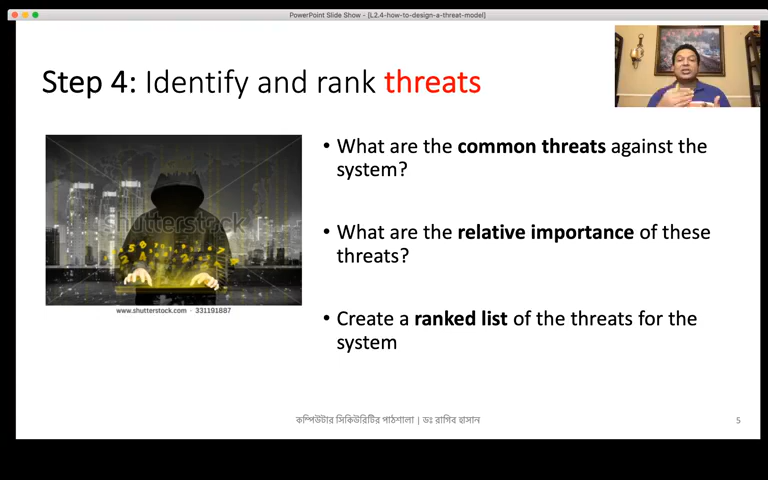 PowerPoint Slide Show - [L2.4-how-to-design-a-threat-model]
Step 4: Identify and rank threats
• What are the common threats against the
system?
shutterstock
• What are the relative importance of these
threats?
www.shutterstock.com · 331191887
• Create a ranked list of the threats for the
system
কম্পিউটার সিকিউরিটির পাঠশালা | ডঃ রাগিব হাসান
5